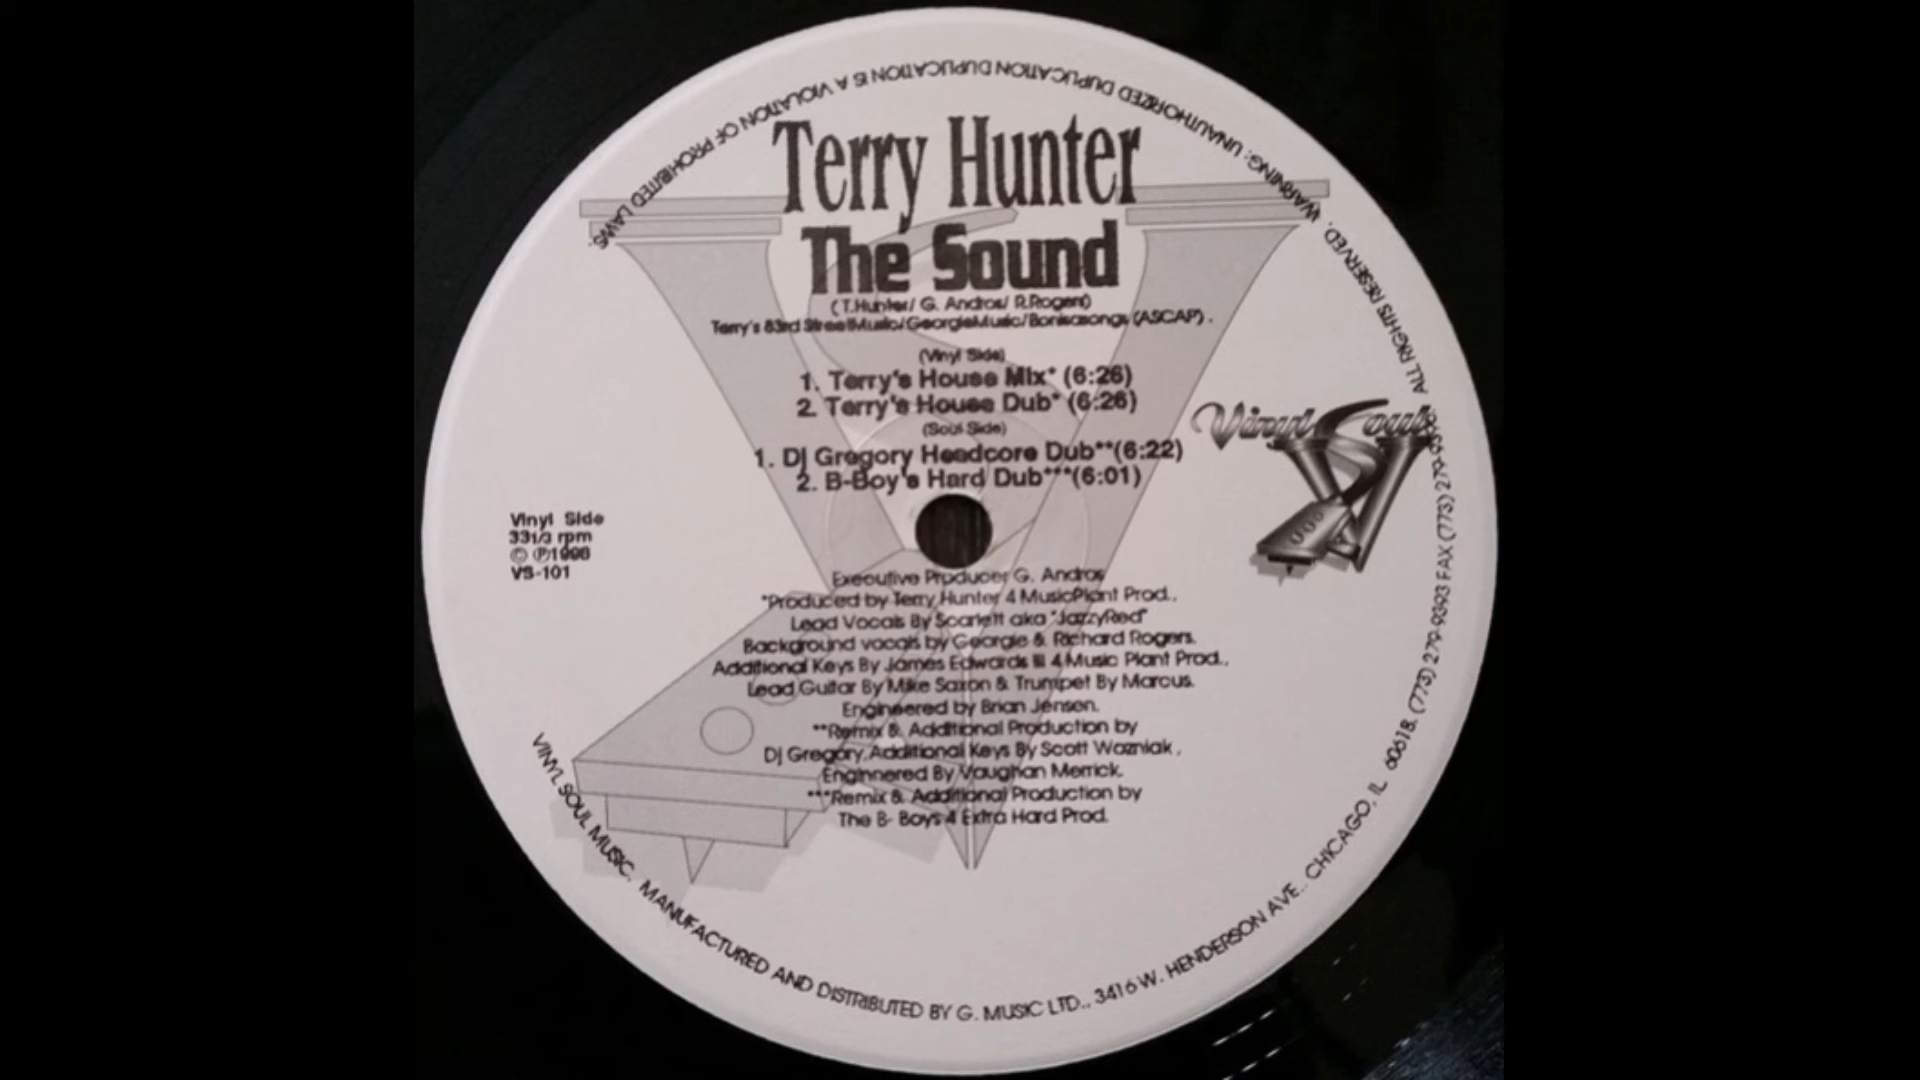 WARNING: UNAUTHORIZED DUPLICATION DUPLICATION IS A VIOLATION OF PROHIBITED LAWS.
Terry Hunter
The Sound
(T.Hunter/ G. Andros/ R.Rogers)
Terry's 83rd StreetMusic/GeorgieMusic/Bonisasongs (ASCAP) .
(Vinyl Side)
1. Terry's House Mix* (6:26)
2. Terry's House Dub* (6:26)
(Soul Side)
1. Dj Gregory Headcore Dub**(6:22)
2. B-Boy's Hard Dub***(6:01)
Vinyl Soul
Vinyl Side
33 1/3 rpm
© ℗1998
VS-101
Executive Producer G. Andros
*Produced by Terry Hunter 4 MusicPlant Prod..
Lead Vocals By Scarlett aka "JazzyRed"
Background vocals by Georgie & Richard Rogers.
Additional Keys By James Edwards III 4 Music Plant Prod..
Lead Guitar By Mike Saxon & Trumpet By Marcus.
Engineered by Brian Jensen.
**Remix & Additional Production by
Dj Gregory.Additional Keys By Scott Wozniak .
Enginnered By Vaughan Merrick.
***Remix & Additional Production by
The B- Boys 4 Extra Hard Prod.
VINYL SOUL MUSIC. MANUFACTURED AND DISTRIBUTED BY G. MUSIC LTD.. 3416 W. HENDERSON AVE.. CHICAGO, IL 60618. (773) 279-9393 FAX (773) ALL RIGHTS RESERVED.